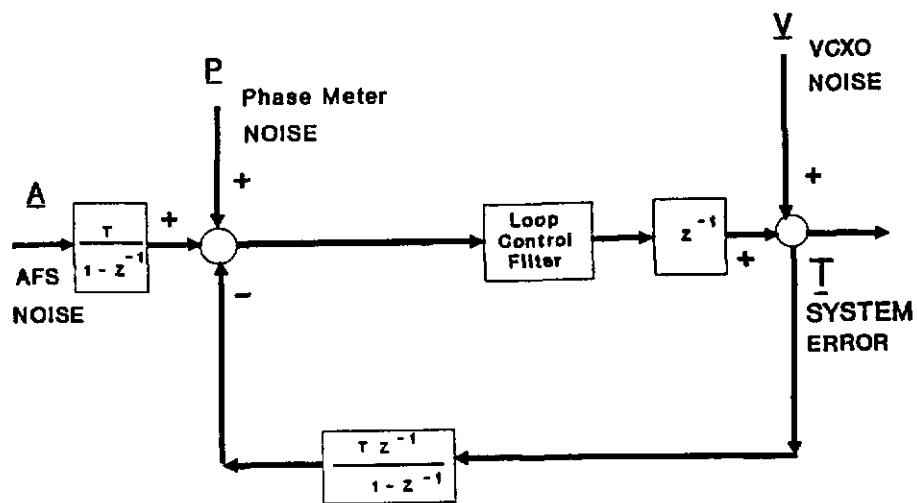 P
Phase Meter
NOISE
V
VCXO
NOISE
A
AFS
NOISE
T
1 - z^-1
+
+
-
Loop
Control
Filter
z^-1
+
+
T
SYSTEM
ERROR
T z^-1
1 - z^-1